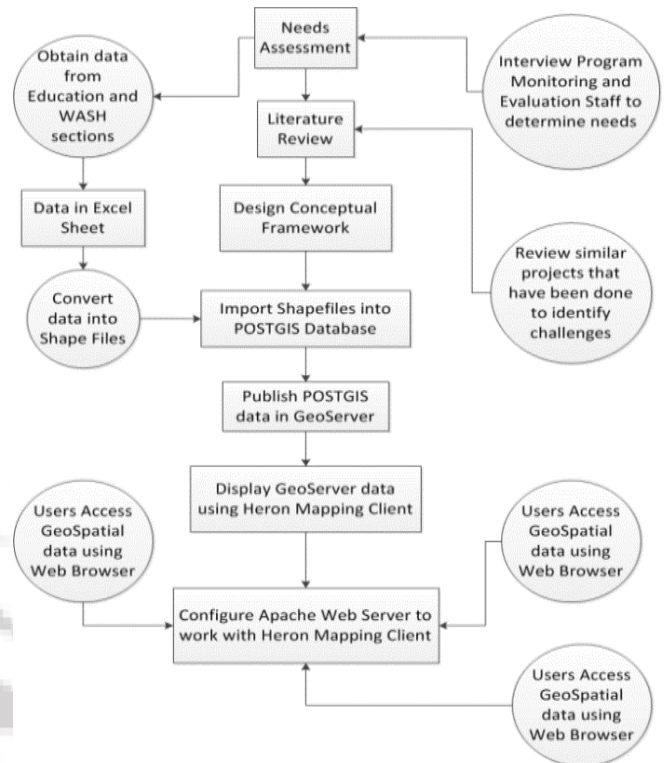 Needs
Assessment
Obtain data
from
Education and
WASH
sections
Interview Program
Monitoring and
Evaluation Staff to
determine needs
Literature
Review
Data in Excel
Sheet
Design Conceptual
Framework
Review similar
projects that
have been done
to identify
challenges
Convert
data into
Shape Files
Import Shapefiles into
POSTGIS Database
Publish POSTGIS
data in GeoServer
Display GeoServer data
using Heron Mapping Client
Users Access
GeoSpatial
data using
Web Browser
Users Access
GeoSpatial
data using
Web Browser
Configure Apache Web Server to
work with Heron Mapping Client
Users Access
GeoSpatial
data using
Web Browser